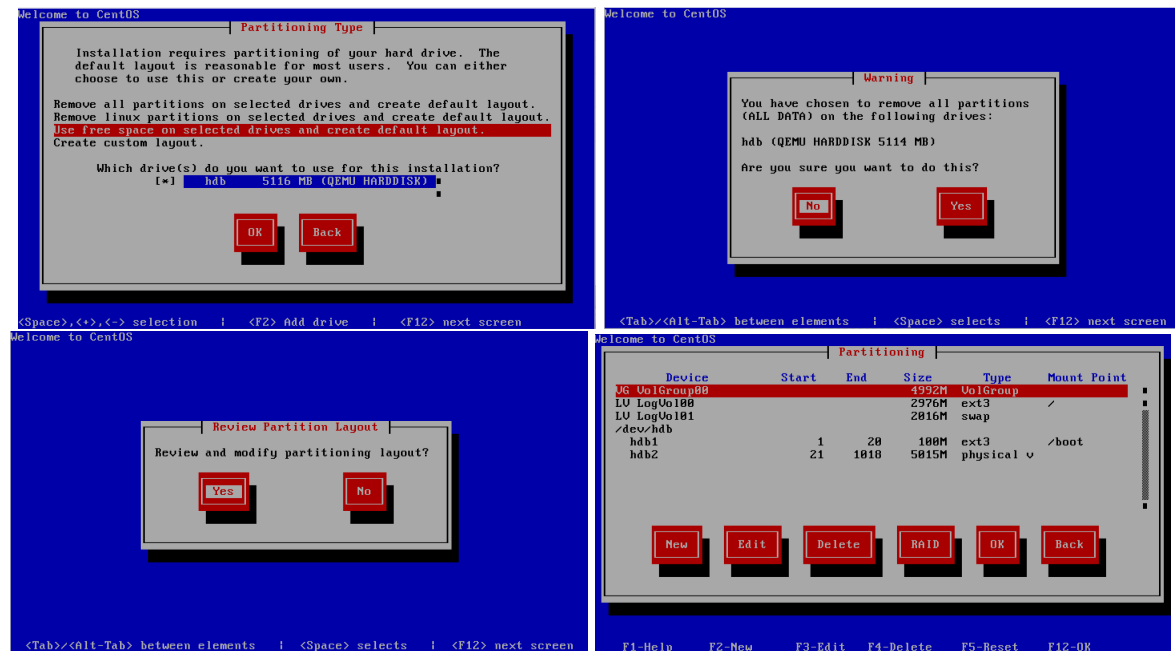 Welcome to CentOS
Partitioning Type
Installation requires partitioning of your hard drive. The
default layout is reasonable for most users. You can either
choose to use this or create your own.
Remove all partitions on selected drives and create default layout.
Remove linux partitions on selected drives and create default layout.
Use free space on selected drives and create default layout.
Create custom layout.
Which drive(s) do you want to use for this installation?
[*] hdb 5116 MB (QEMU HARDDISK)
OK Back
<Space>,<+>,<-> selection | <F2> Add drive | <F12> next screen
Welcome to CentOS
Warning
You have chosen to remove all partitions
(ALL DATA) on the following drives:
hdb (QEMU HARDDISK 5114 MB)
Are you sure you want to do this?
No Yes
<Tab>/<Alt-Tab> between elements | <Space> selects | <F12> next screen
Welcome to CentOS
Review Partition Layout
Review and modify partitioning layout?
Yes No
<Tab>/<Alt-Tab> between elements | <Space> selects | <F12> next screen
Welcome to CentOS
Partitioning
Device Start End Size Type Mount Point
VG VolGroup00 4992M VolGroup
LV LogVol00 2976M ext3 /
LV LogVol01 2016M swap
/dev/hdb
hdb1 1 20 100M ext3 /boot
hdb2 21 1018 5015M physical v
New Edit Delete RAID OK Back
F1-Help F2-New F3-Edit F4-Delete F5-Reset F12-OK